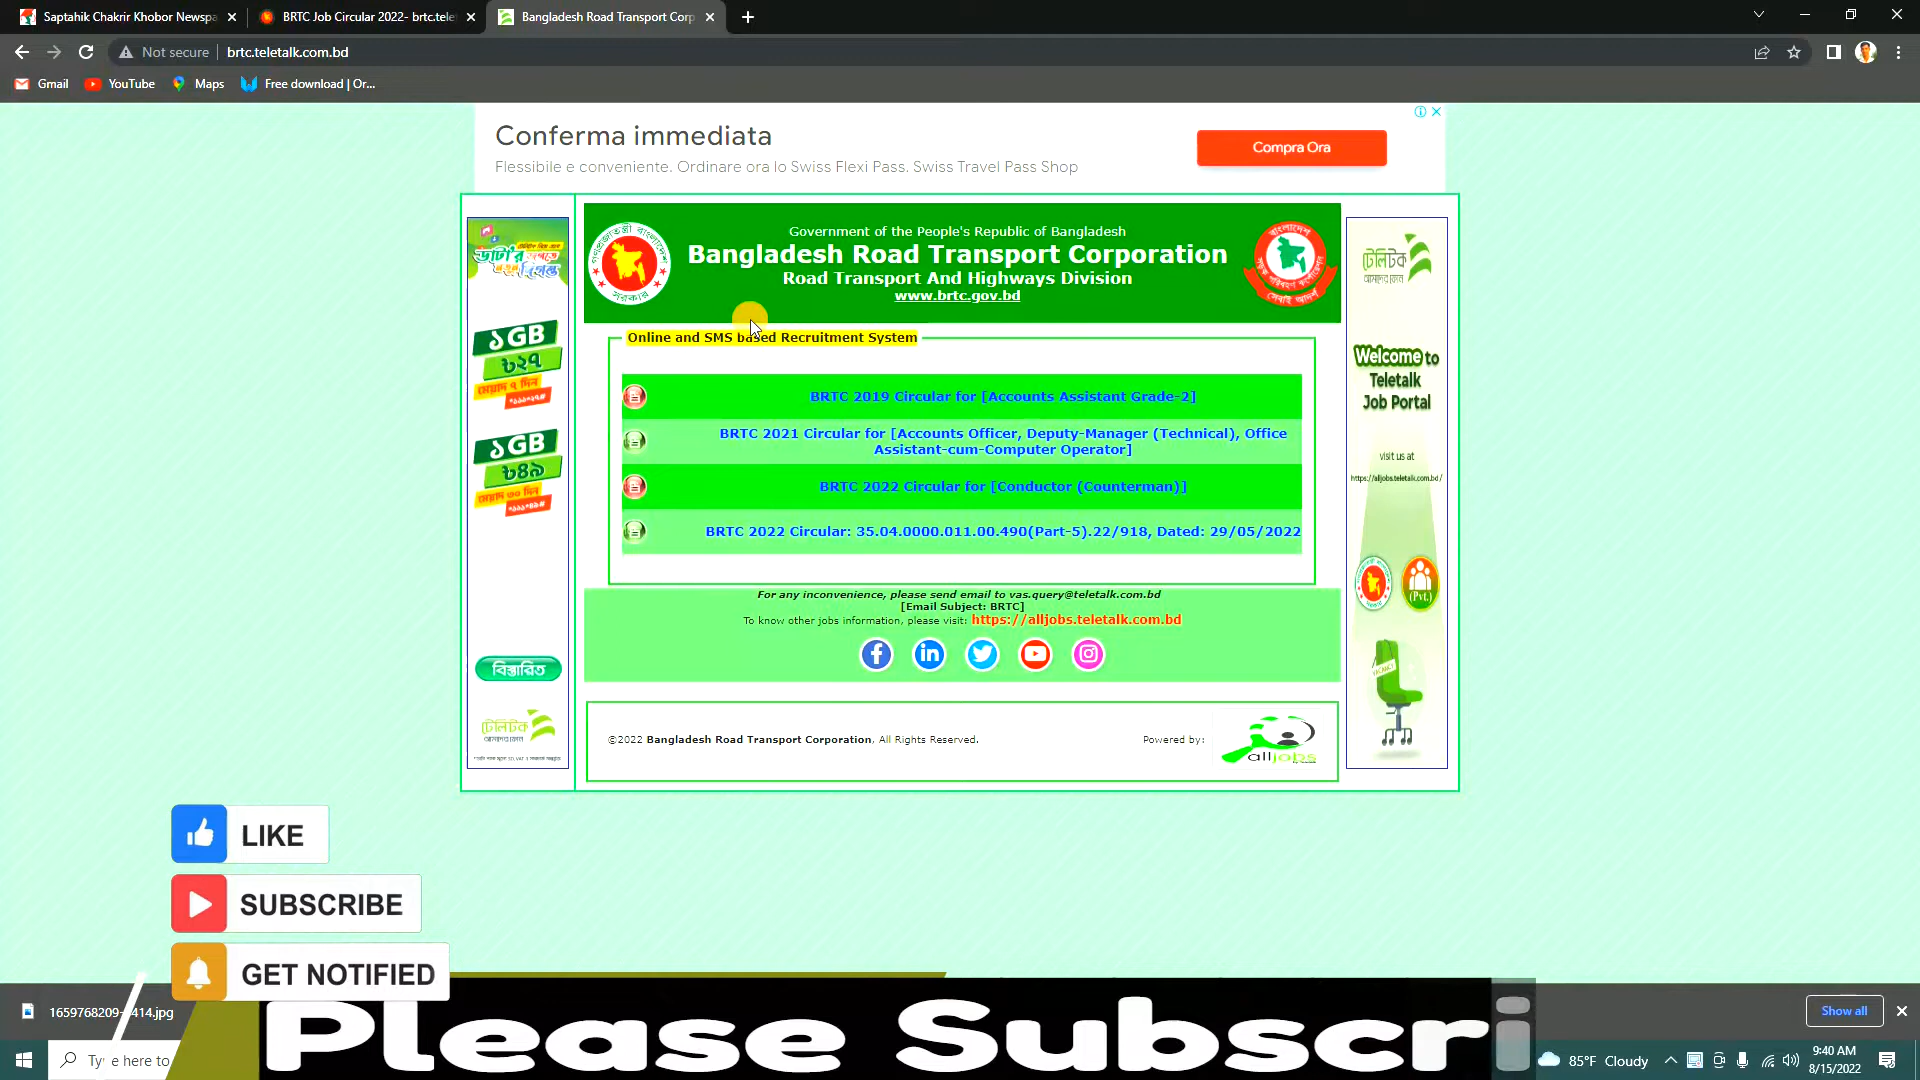 Saptahik Chakrir Khobor Newspa
BRTC Job Circular 2022- brtc.tele
Bangladesh Road Transport Corp
Not secure
brtc.teletalk.com.bd
Gmail
YouTube
Maps
Free download | Or...
Conferma immediata
Flessibile e conveniente. Ordinare ora lo Swiss Flexi Pass. Swiss Travel Pass Shop
Compra Ora
Government of the People's Republic of Bangladesh
Bangladesh Road Transport Corporation
Road Transport And Highways Division
www.brtc.gov.bd
Online and SMS based Recruitment System
BRTC 2019 Circular for [Accounts Assistant Grade-2]
BRTC 2021 Circular for [Accounts Officer, Deputy-Manager (Technical), Office
Assistant-cum-Computer Operator]
BRTC 2022 Circular for [Conductor (Counterman)]
BRTC 2022 Circular: 35.04.0000.011.00.490(Part-5).22/918, Dated: 29/05/2022
For any inconvenience, please send email to vas.query@teletalk.com.bd
[Email Subject: BRTC]
To know other jobs information, please visit: https://alljobs.teletalk.com.bd
©2022 Bangladesh Road Transport Corporation, All Rights Reserved.
Powered by:
alljobs
১GB
৳২৭
মেয়াদ ৭ দিন
১GB
৳৪৯
মেয়াদ ৩০ দিন
বিস্তারিত
টেলিটক
আমাদের ফোন
টেলিটক
আমাদের ফোন
Welcome to
Teletalk
Job Portal
visit us at
https://alljobs.teletalk.com.bd/
(Pvt.)
VACANCY
LIKE
SUBSCRIBE
GET NOTIFIED
Please Subscri
Show all
85°F Cloudy
9:40 AM
8/15/2022